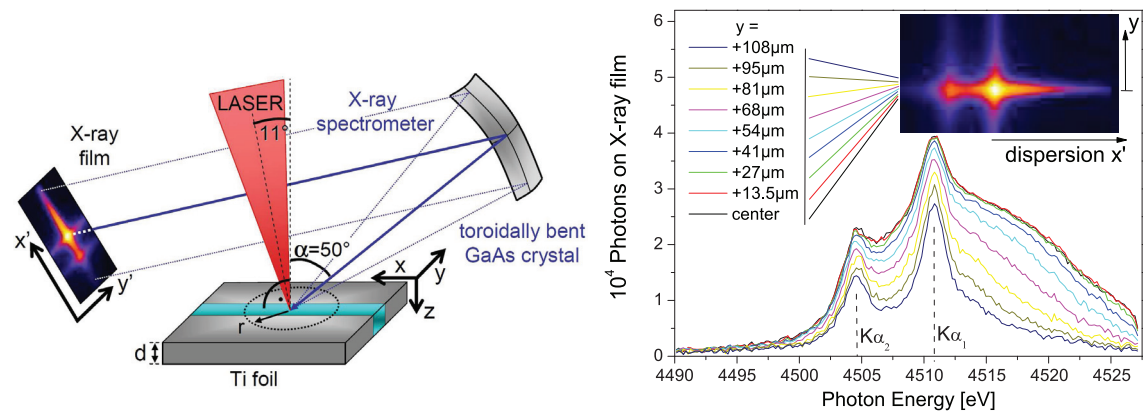 LASER
11°
X-ray
spectrometer
X-ray
film
toroidally bent
GaAs crystal
α=50°
x'
y'
x
y
z
r
d
Ti foil
10⁴ Photons on X-ray film
6
5
4
3
2
1
0
y =
+108µm
+95µm
+81µm
+68µm
+54µm
+41µm
+27µm
+13.5µm
center
y
dispersion x'
Kα₂
Kα₁
4490 4495 4500 4505 4510 4515 4520 4525
Photon Energy [eV]